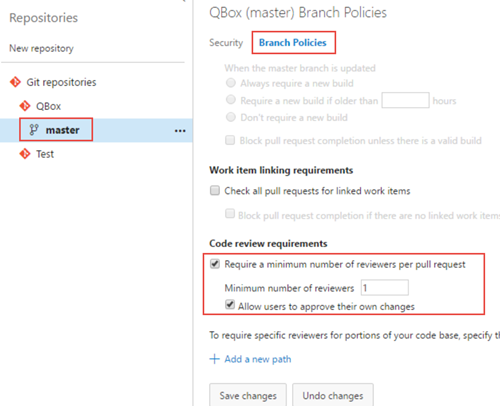 Repositories
New repository
Git repositories
QBox
master
...
Test
QBox (master) Branch Policies
Security Branch Policies
When the master branch is updated
Always require a new build
Require a new build if older than hours
Don't require a new build
Block pull request completion unless there is a valid build
Work item linking requirements
Check all pull requests for linked work items
Block pull request completion if there are no linked work item
Code review requirements
Require a minimum number of reviewers per pull request
Minimum number of reviewers 1
Allow users to approve their own changes
To require specific reviewers for portions of your code base, specify th
+ Add a new path
Save changes Undo changes